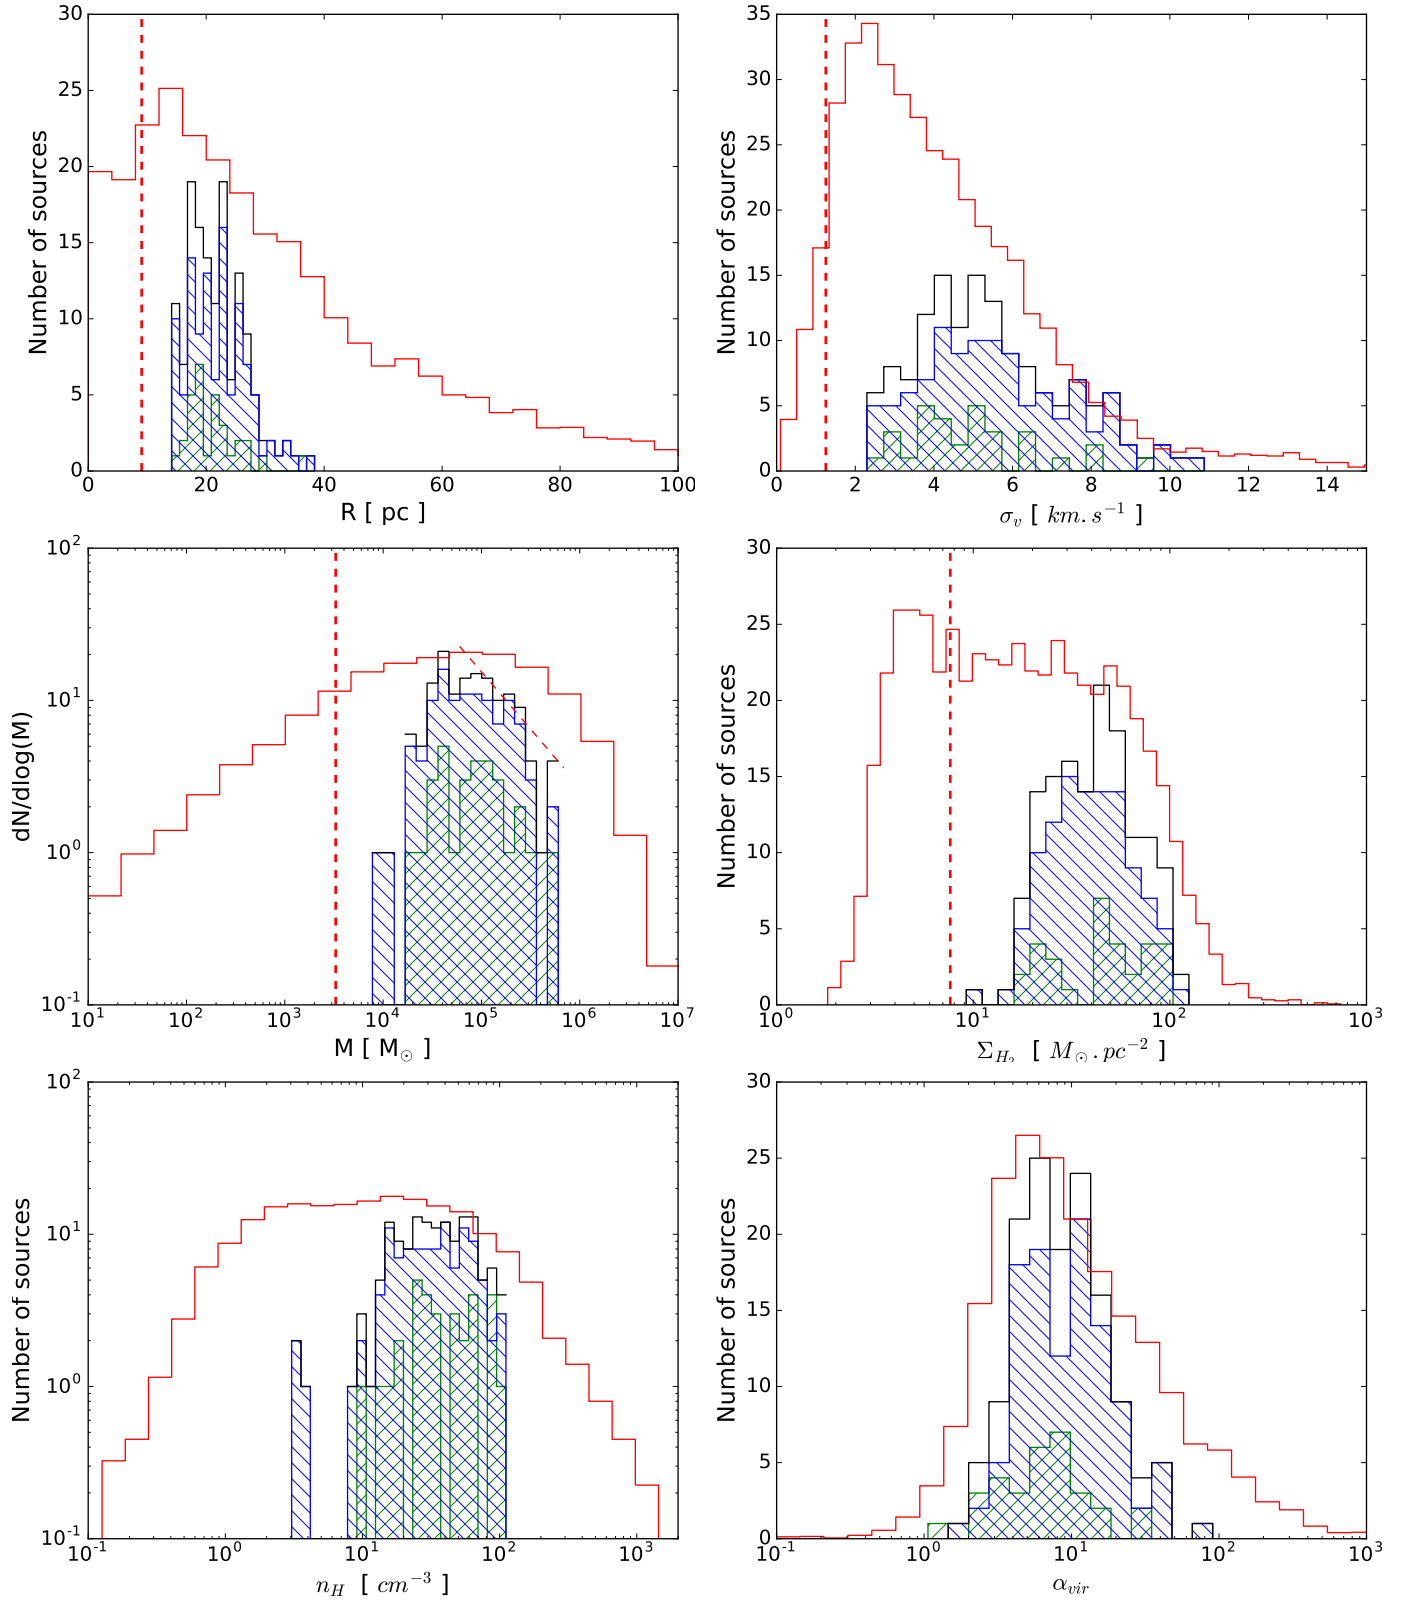 30
25
20
15
10
5
0
0 20 40 60 80 100
Number of sources
R [ pc ]
35
30
25
20
15
10
5
0
0 2 4 6 8 10 12 14
Number of sources
σ_v [ km.s^−1 ]
10^2
10^1
10^0
10^-1
10^1 10^2 10^3 10^4 10^5 10^6 10^7
dN/dlog(M)
M [ M_⊙ ]
30
25
20
15
10
5
0
10^0 10^1 10^2 10^3
Number of sources
Σ_H₂ [ M_⊙.pc^−2 ]
10^2
10^1
10^0
10^-1
10^-1 10^0 10^1 10^2 10^3
Number of sources
n_H [ cm^−3 ]
30
25
20
15
10
5
0
10^-1 10^0 10^1 10^2 10^3
Number of sources
α_vir